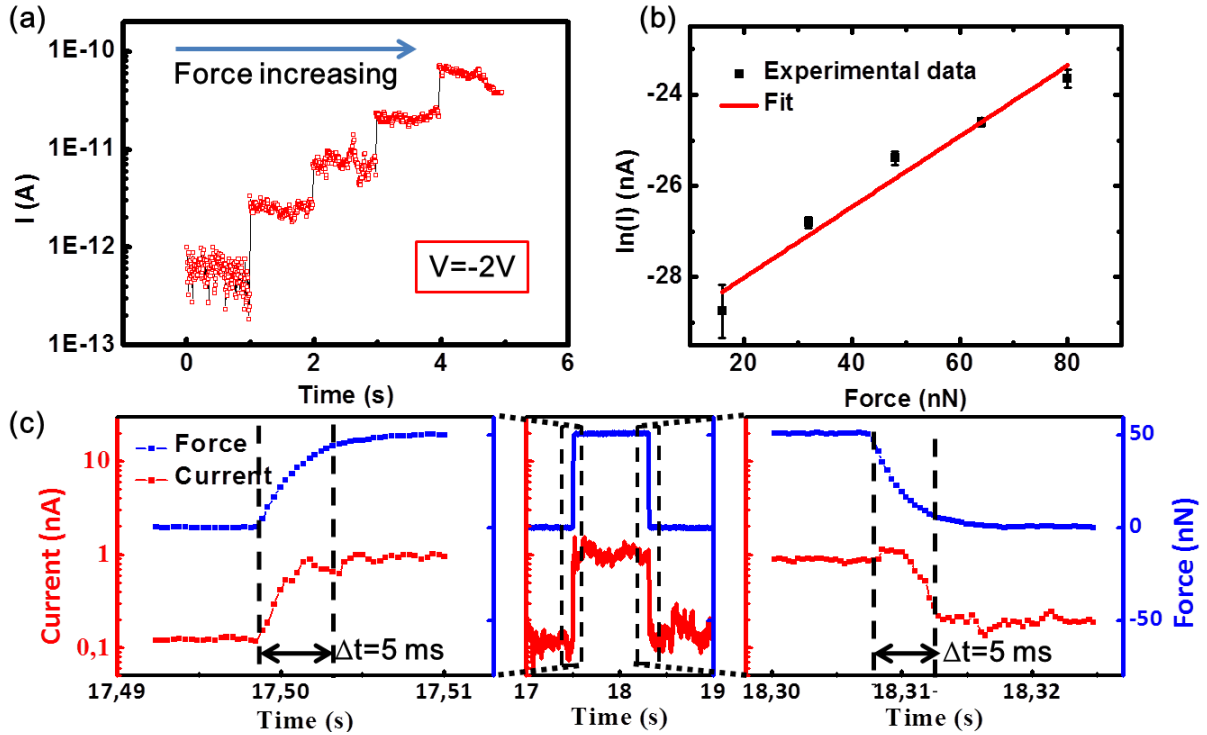 (a)
1E-10
1E-11
1E-12
1E-13
I (A)
Force increasing
V=-2V
0 2 4 6
Time (s)
(b)
-24
-26
-28
ln(I) (nA)
Experimental data
Fit
20 40 60 80
Force (nN)
(c)
10
1
0,1
Current (nA)
Force
Current
Δt=5 ms
17,49 17,50 17,51
Time (s)
17 18 19
Time (s)
Δt=5 ms
18,30 18,31 18,32
Time (s)
50
0
-50
Force (nN)